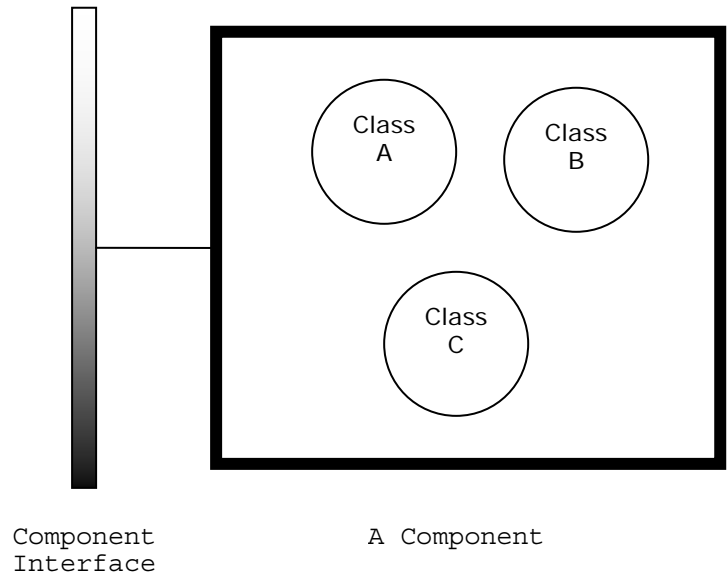 Class
A
Class
B
Class
C
Component
Interface
A Component